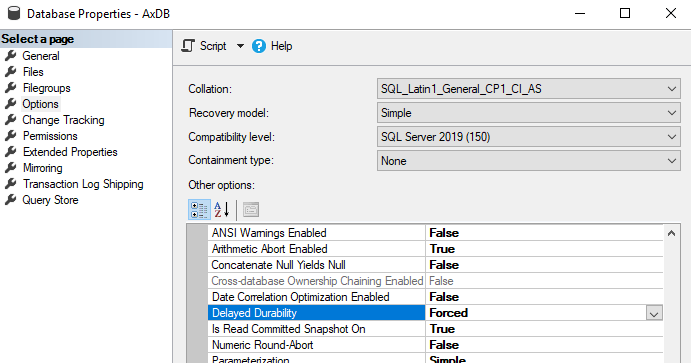 Database Properties - AxDB
Select a page
General
Files
Filegroups
Options
Change Tracking
Permissions
Extended Properties
Mirroring
Transaction Log Shipping
Query Store
Script
Help
Collation: SQL_Latin1_General_CP1_CI_AS
Recovery model: Simple
Compatibility level: SQL Server 2019 (150)
Containment type: None
Other options:
ANSI Warnings Enabled False
Arithmetic Abort Enabled True
Concatenate Null Yields Null False
Cross-database Ownership Chaining Enabled False
Date Correlation Optimization Enabled False
Delayed Durability Forced
Is Read Committed Snapshot On True
Numeric Round-Abort False
Parameterization Simple